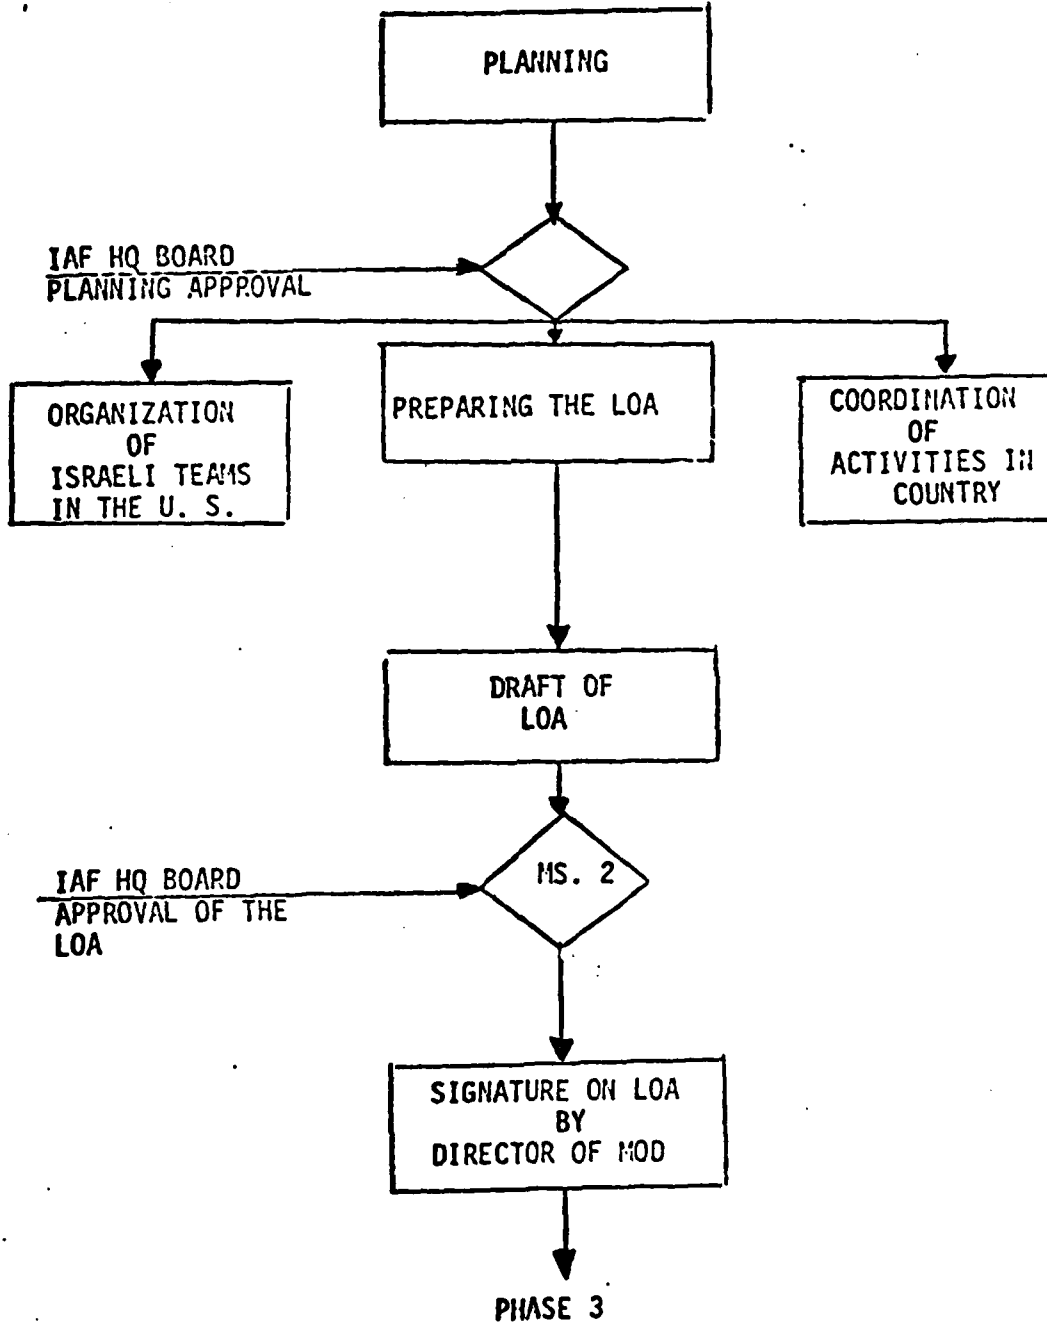 PLANNING
IAF HQ BOARD
PLANNING APPROVAL
ORGANIZATION
OF
ISRAELI TEAMS
IN THE U. S.
PREPARING THE LOA
COORDINATION
OF
ACTIVITIES IN
COUNTRY
DRAFT OF
LOA
MS. 2
IAF HQ BOARD
APPROVAL OF THE
LOA
SIGNATURE ON LOA
BY
DIRECTOR OF MOD
PHASE 3